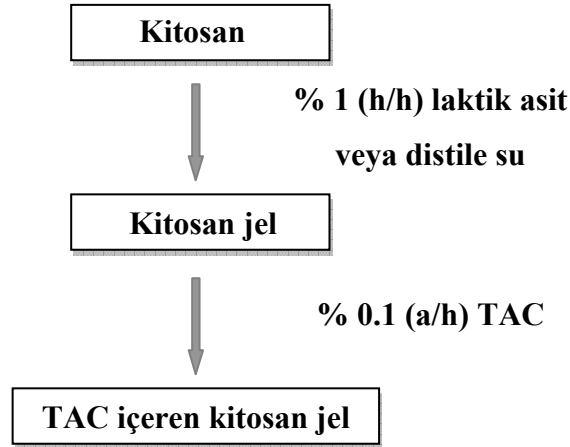 Kitosan
% 1 (h/h) laktik asit
veya distile su
Kitosan jel
% 0.1 (a/h) TAC
TAC içeren kitosan jel